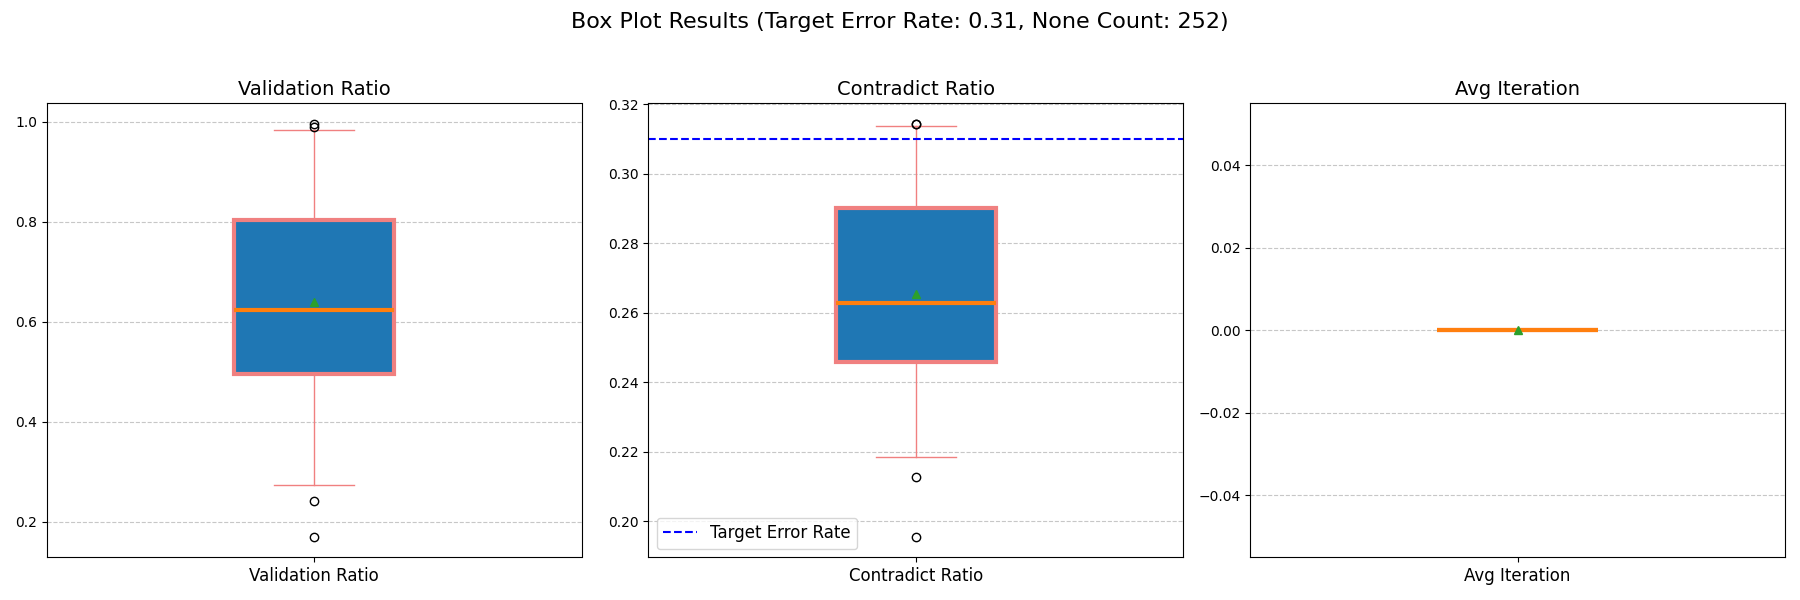 Box Plot Results (Target Error Rate: 0.31, None Count: 252)
Validation Ratio
1.0
0.8
0.6
0.4
0.2
Validation Ratio
Contradict Ratio
0.32
0.30
0.28
0.26
0.24
0.22
0.20
Target Error Rate
Contradict Ratio
Avg Iteration
0.04
0.02
0.00
−0.02
−0.04
Avg Iteration